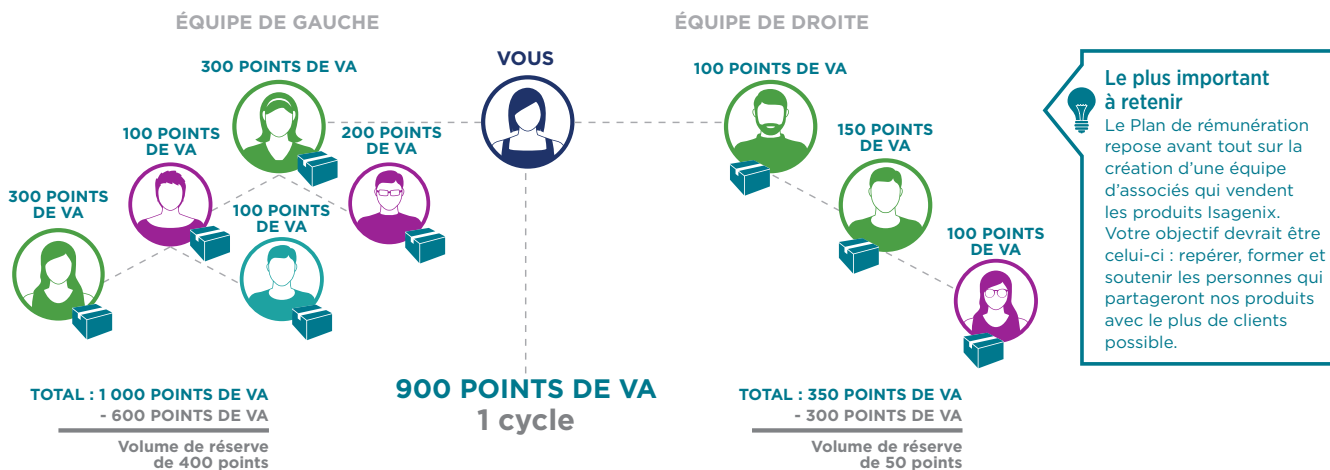 ÉQUIPE DE GAUCHE
300 POINTS DE VA
100 POINTS
DE VA
200 POINTS
DE VA
300 POINTS
DE VA
100 POINTS
DE VA
TOTAL : 1 000 POINTS DE VA
- 600 POINTS DE VA
Volume de réserve
de 400 points
VOUS
900 POINTS DE VA
1 cycle
ÉQUIPE DE DROITE
100 POINTS DE VA
150 POINTS
DE VA
100 POINTS
DE VA
TOTAL : 350 POINTS DE VA
- 300 POINTS DE VA
Volume de réserve
de 50 points
Le plus important
à retenir
Le Plan de rémunération
repose avant tout sur la
création d’une équipe
d’associés qui vendent
les produits Isagenix.
Votre objectif devrait être
celui-ci : repérer, former et
soutenir les personnes qui
partageront nos produits
avec le plus de clients
possible.